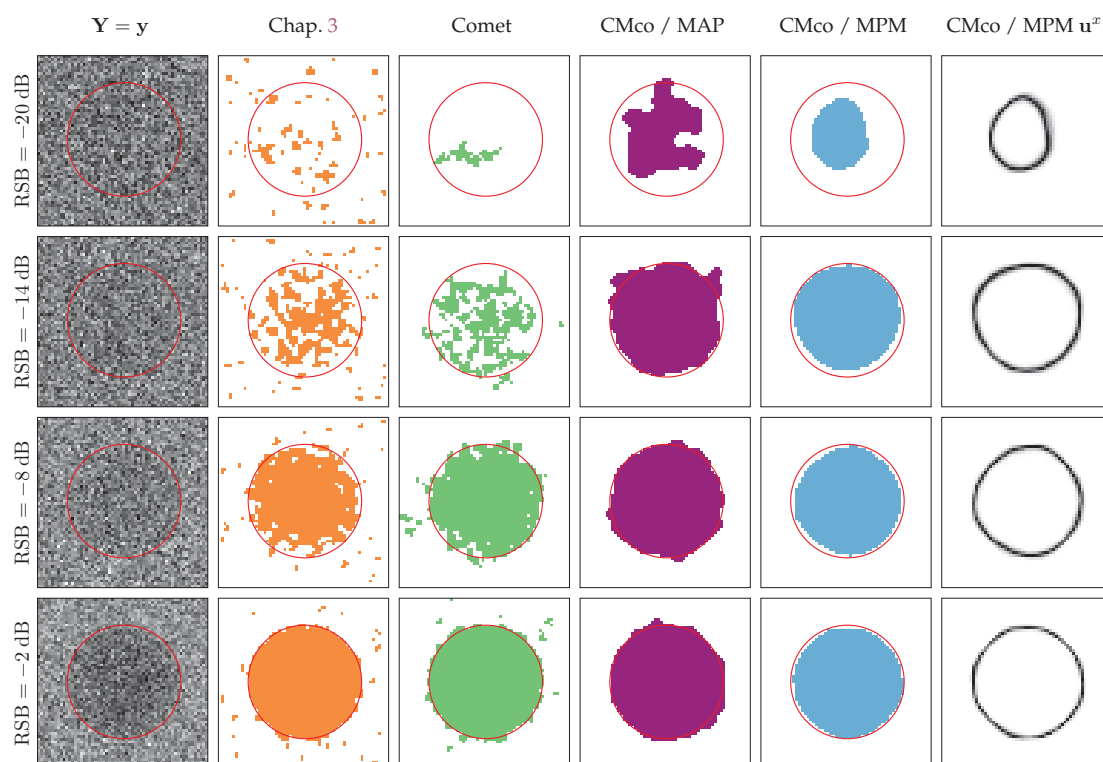 Y = y Chap. 3 Comet CMco / MAP CMco / MPM CMco / MPM uˣ
RSB = −20 dB
RSB = −14 dB
RSB = −8 dB
RSB = −2 dB